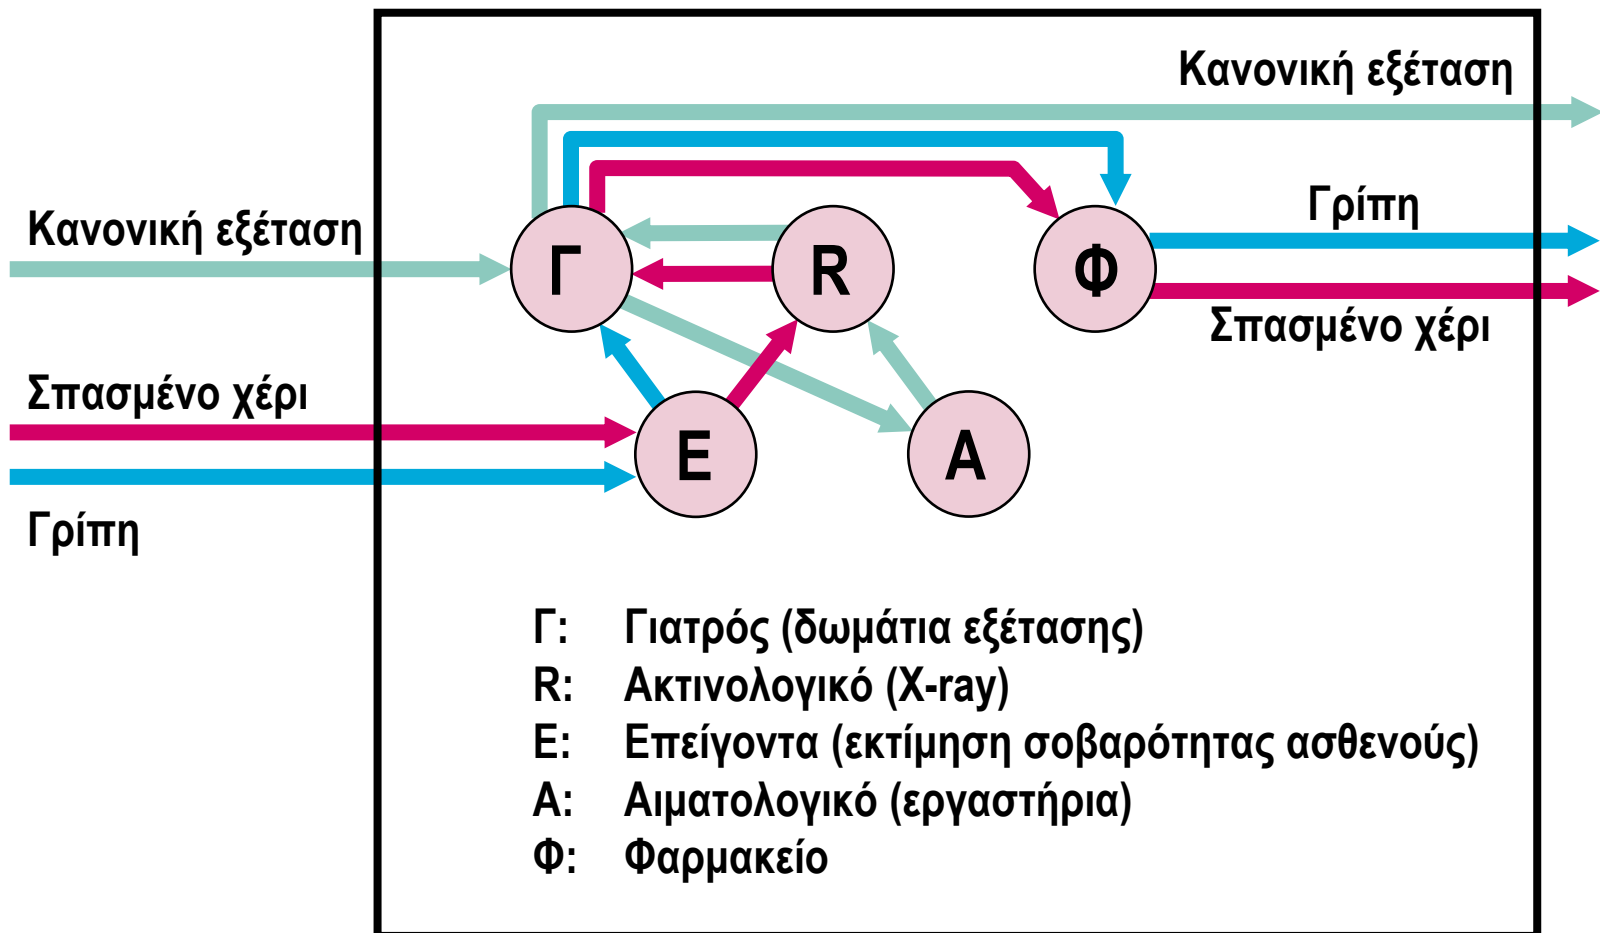 Κανονική εξέταση
Κανονική εξέταση
Γρίπη
Σπασμένο χέρι
Γ
R
Φ
Σπασμένο χέρι
Γρίπη
Ε
Α
Γ: Γιατρός (δωμάτια εξέτασης)
R: Ακτινολογικό (X-ray)
Ε: Επείγοντα (εκτίμηση σοβαρότητας ασθενούς)
Α: Αιματολογικό (εργαστήρια)
Φ: Φαρμακείο